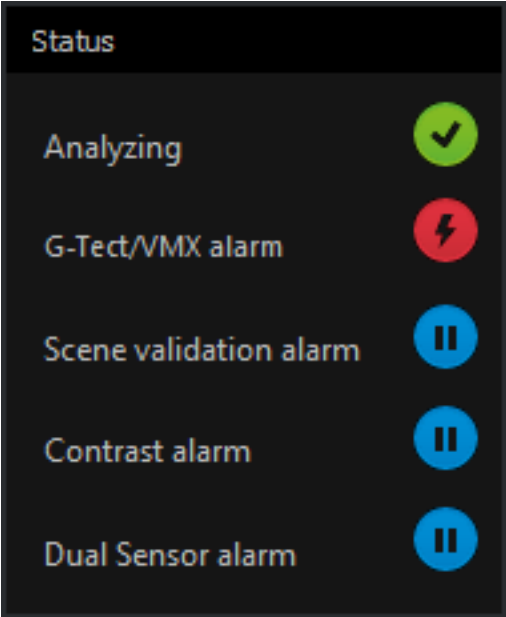 Status
Analyzing
G-Tect/VMX alarm
Scene validation alarm
Contrast alarm
Dual Sensor alarm